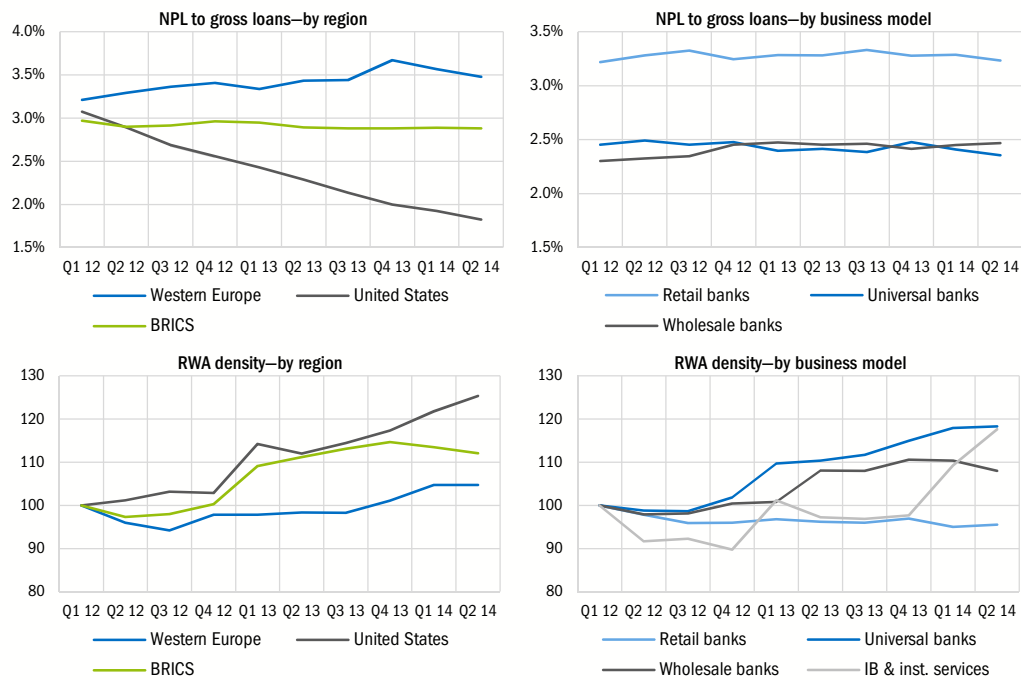 NPL to gross loans—by region
4.0%
3.5%
3.0%
2.5%
2.0%
1.5%
Q1 12 Q2 12 Q3 12 Q4 12 Q1 13 Q2 13 Q3 13 Q4 13 Q1 14 Q2 14
Western Europe United States
BRICS
NPL to gross loans—by business model
3.5%
3.0%
2.5%
2.0%
1.5%
Q1 12 Q2 12 Q3 12 Q4 12 Q1 13 Q2 13 Q3 13 Q4 13 Q1 14 Q2 14
Retail banks Universal banks
Wholesale banks
RWA density—by region
130
120
110
100
90
80
Q1 12 Q2 12 Q3 12 Q4 12 Q1 13 Q2 13 Q3 13 Q4 13 Q1 14 Q2 14
Western Europe United States
BRICS
RWA density—by business model
130
120
110
100
90
80
Q1 12 Q2 12 Q3 12 Q4 12 Q1 13 Q2 13 Q3 13 Q4 13 Q1 14 Q2 14
Retail banks Universal banks
Wholesale banks IB & inst. services